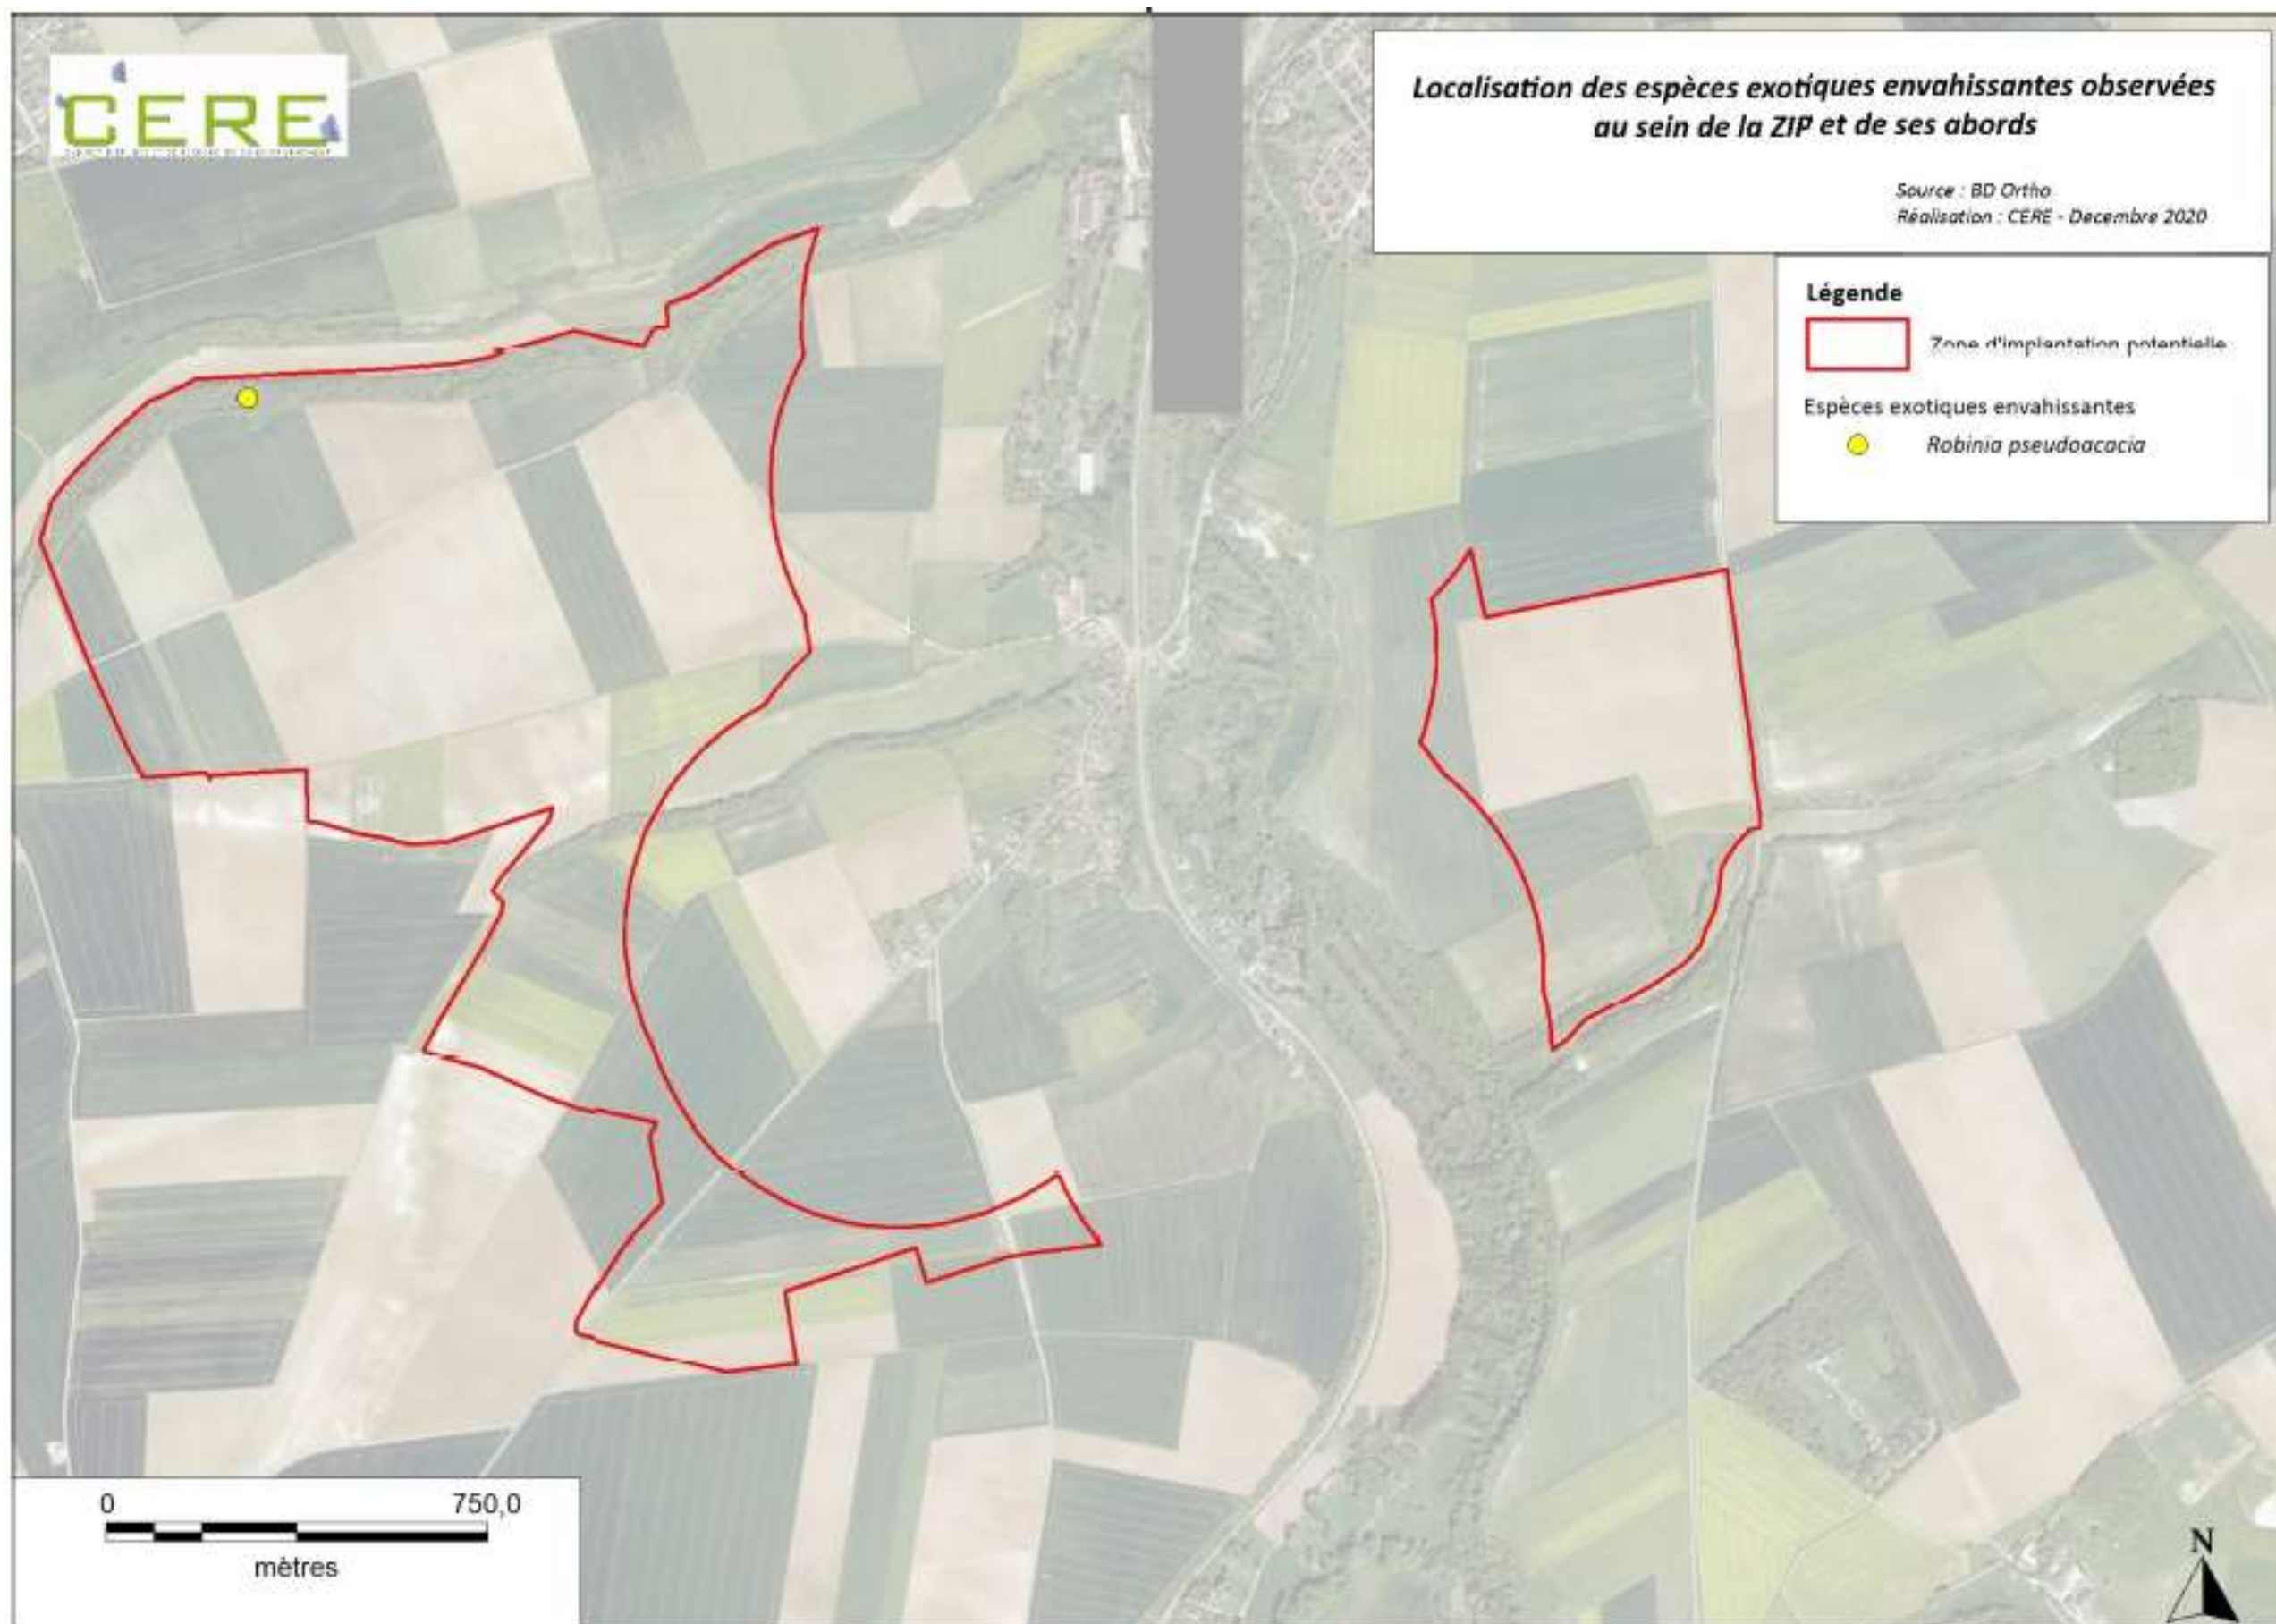 CERE
Localisation des espèces exotiques envahissantes observées
au sein de la ZIP et de ses abords
Source : BD Ortho
Réalisation : CERE - Decembre 2020
Légende
Zone d'implantation potentielle
Espèces exotiques envahissantes
Robinia pseudoacacia
0 750,0
mètres
N